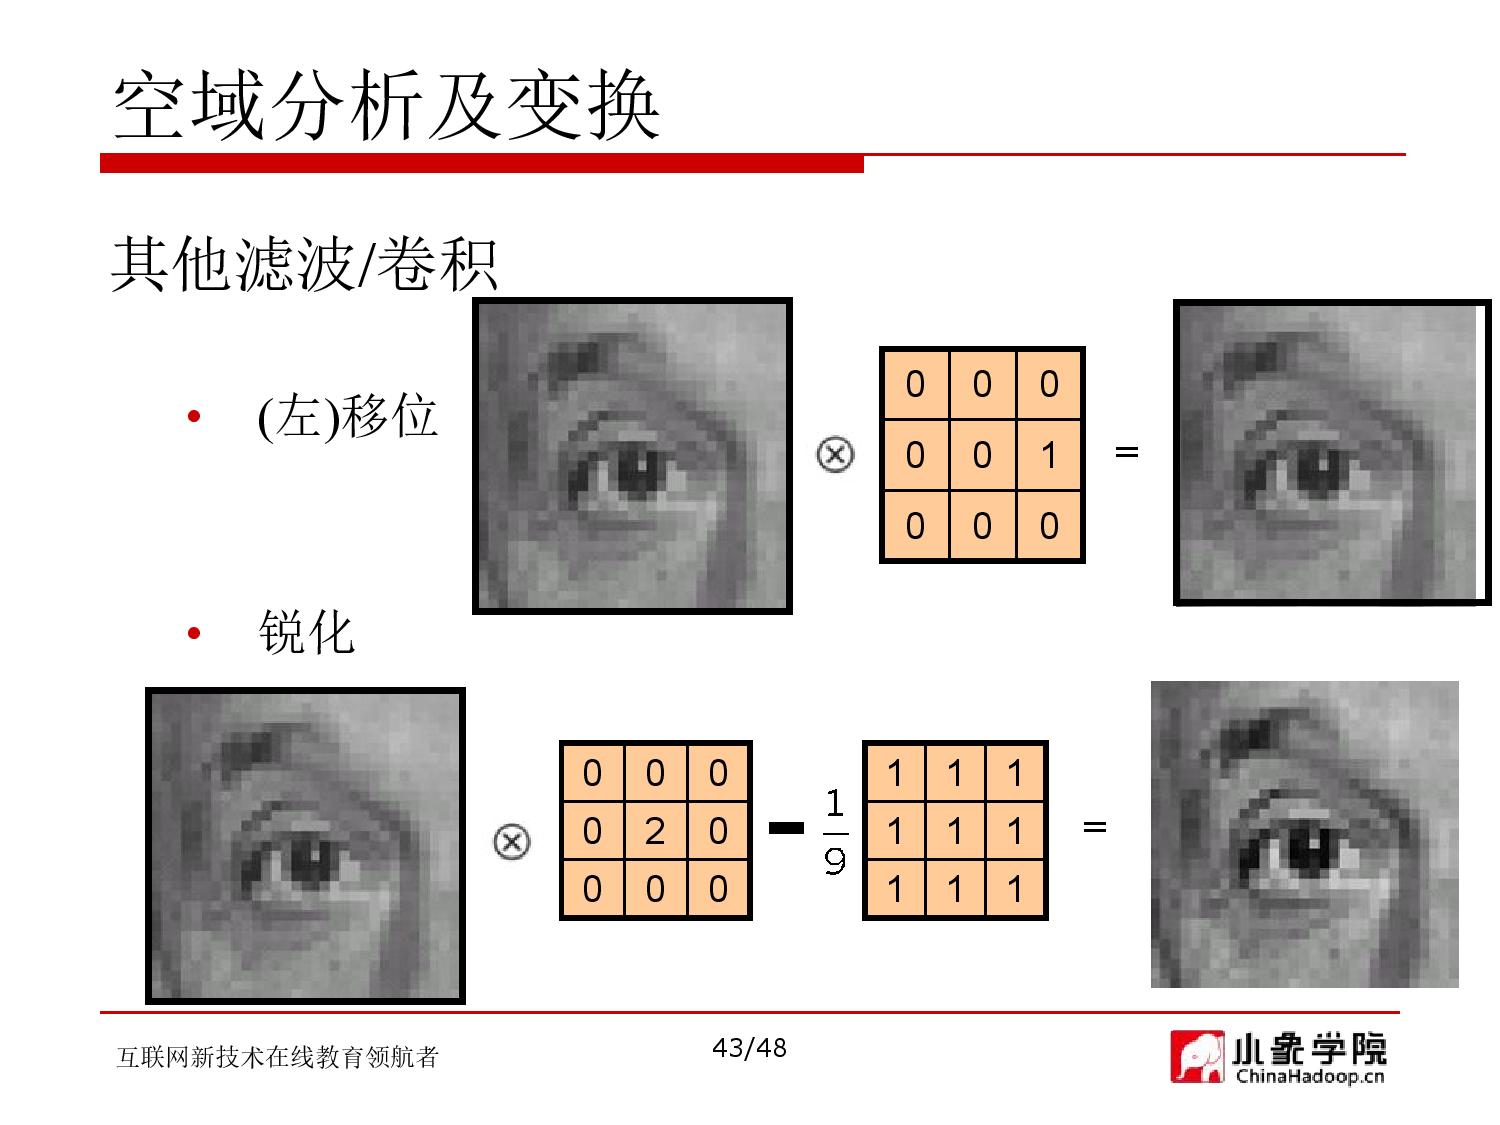 空域分析及变换
其他滤波/卷积
• (左)移位
0 0 0
0 0 1
0 0 0
=
• 锐化
0 0 0
0 2 0
0 0 0
- 1/9
1 1 1
1 1 1
1 1 1
=
互联网新技术在线教育领航者
43/48
小象学院
ChinaHadoop.cn